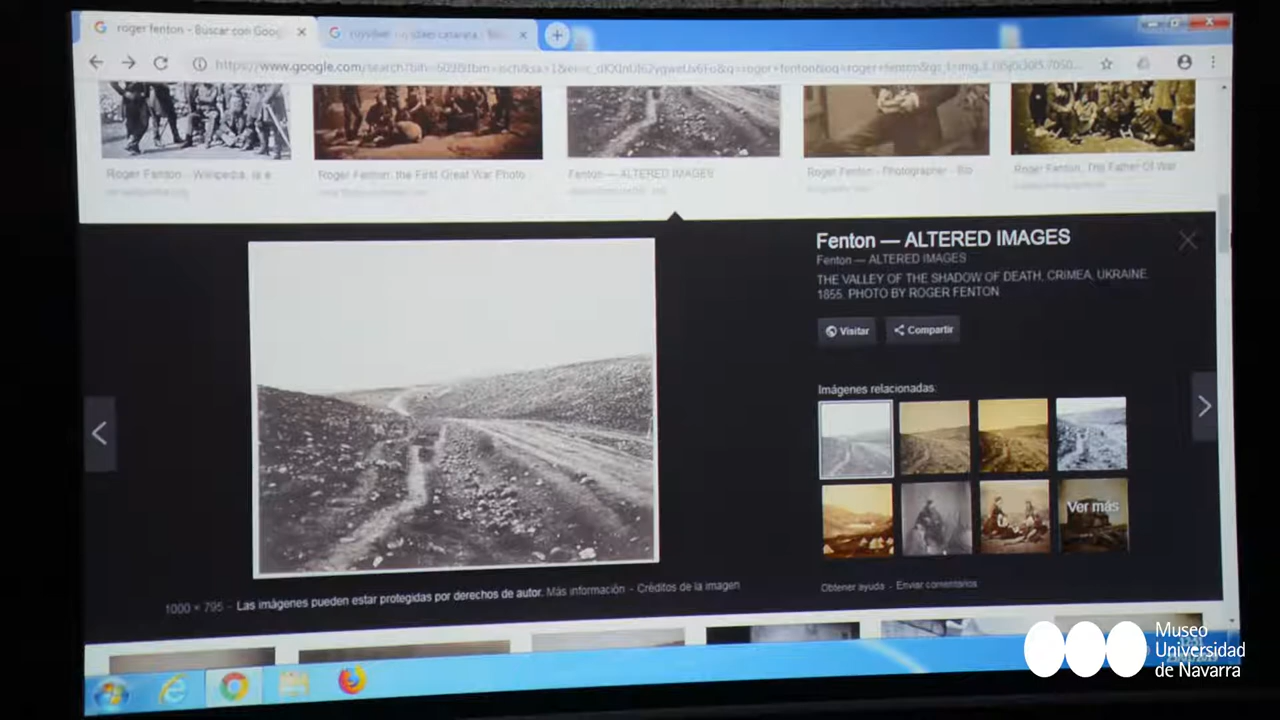 roger fenton - Buscar con Goog
Roger Fenton - Wikipedia, la e
Roger Fenton, the First Great War Photo
Fenton — ALTERED IMAGES
Roger Fenton - Photographer - Bio
Roger Fenton, The Father Of War
Fenton — ALTERED IMAGES
Fenton — ALTERED IMAGES
THE VALLEY OF THE SHADOW OF DEATH, CRIMEA, UKRAINE.
1855. PHOTO BY ROGER FENTON
Visitar
Compartir
Imágenes relacionadas:
Ver más
Obtener ayuda - Enviar comentarios
1000 × 795 - Las imágenes pueden estar protegidas por derechos de autor. Más información - Créditos de la imagen
Museo
Universidad
de Navarra